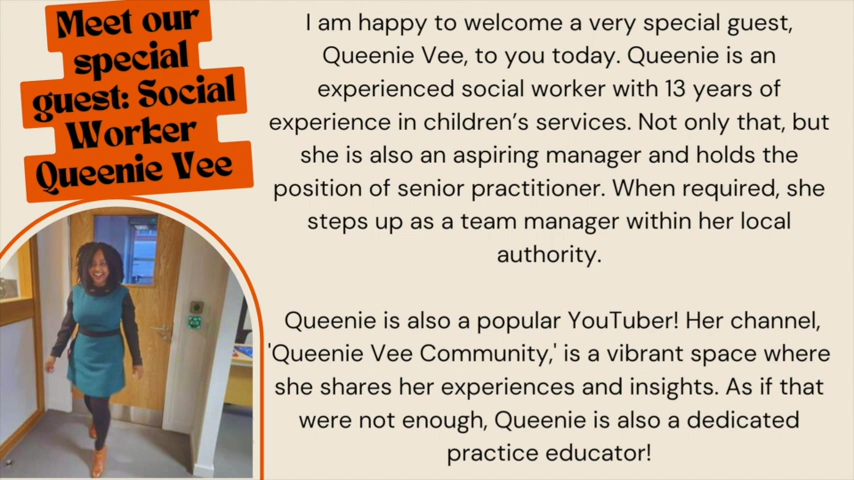 Meet our
special
guest: Social
Worker
Queenie Vee
I am happy to welcome a very special guest,
Queenie Vee, to you today. Queenie is an
experienced social worker with 13 years of
experience in children’s services. Not only that, but
she is also an aspiring manager and holds the
position of senior practitioner. When required, she
steps up as a team manager within her local
authority.
Queenie is also a popular YouTuber! Her channel,
'Queenie Vee Community,' is a vibrant space where
she shares her experiences and insights. As if that
were not enough, Queenie is also a dedicated
practice educator!